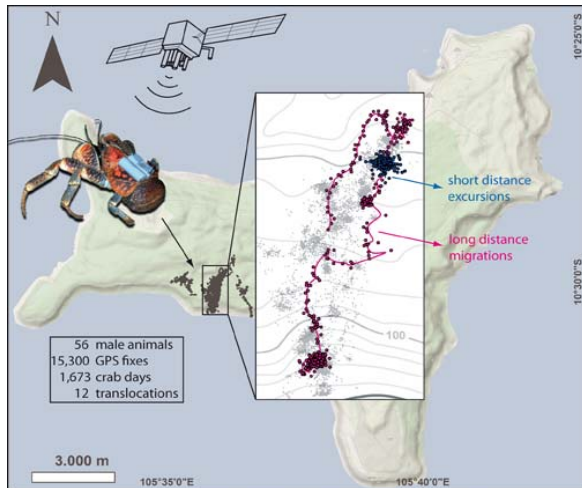 N
10°25'0"S
short distance
excursions
long distance
migrations
10°30'0"S
100
56 male animals
15,300 GPS fixes
1,673 crab days
12 translocations
3.000 m
105°35'0"E
105°40'0"E